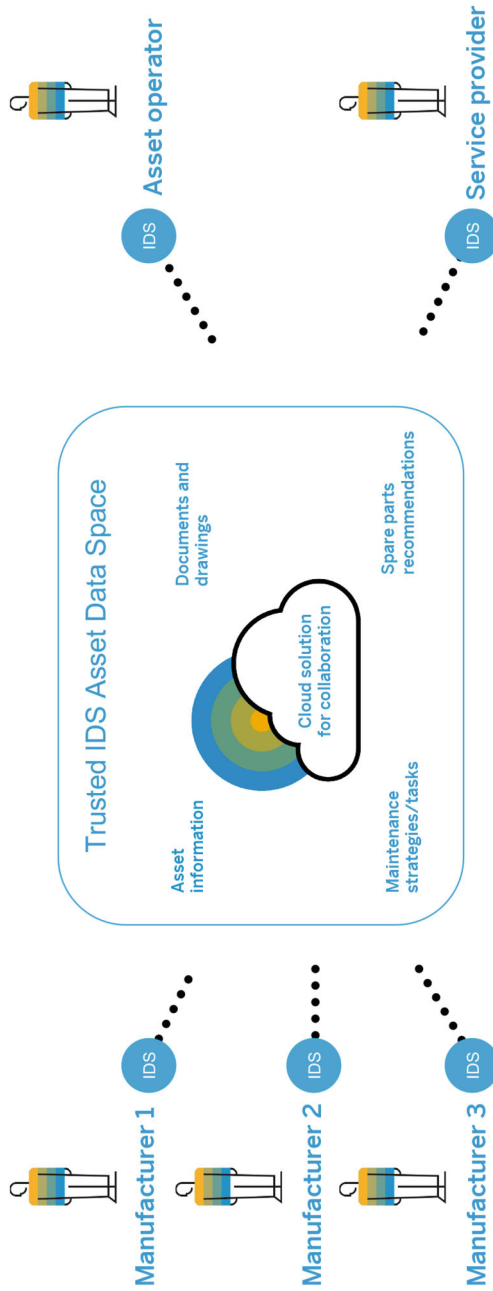 Trusted IDS Asset Data Space
Asset
information
Documents and
drawings
Cloud solution
for collaboration
Maintenance
strategies/tasks
Spare parts
recommendations
IDS
Manufacturer 1
IDS
Manufacturer 2
IDS
Manufacturer 3
IDS
Asset operator
IDS
Service provider